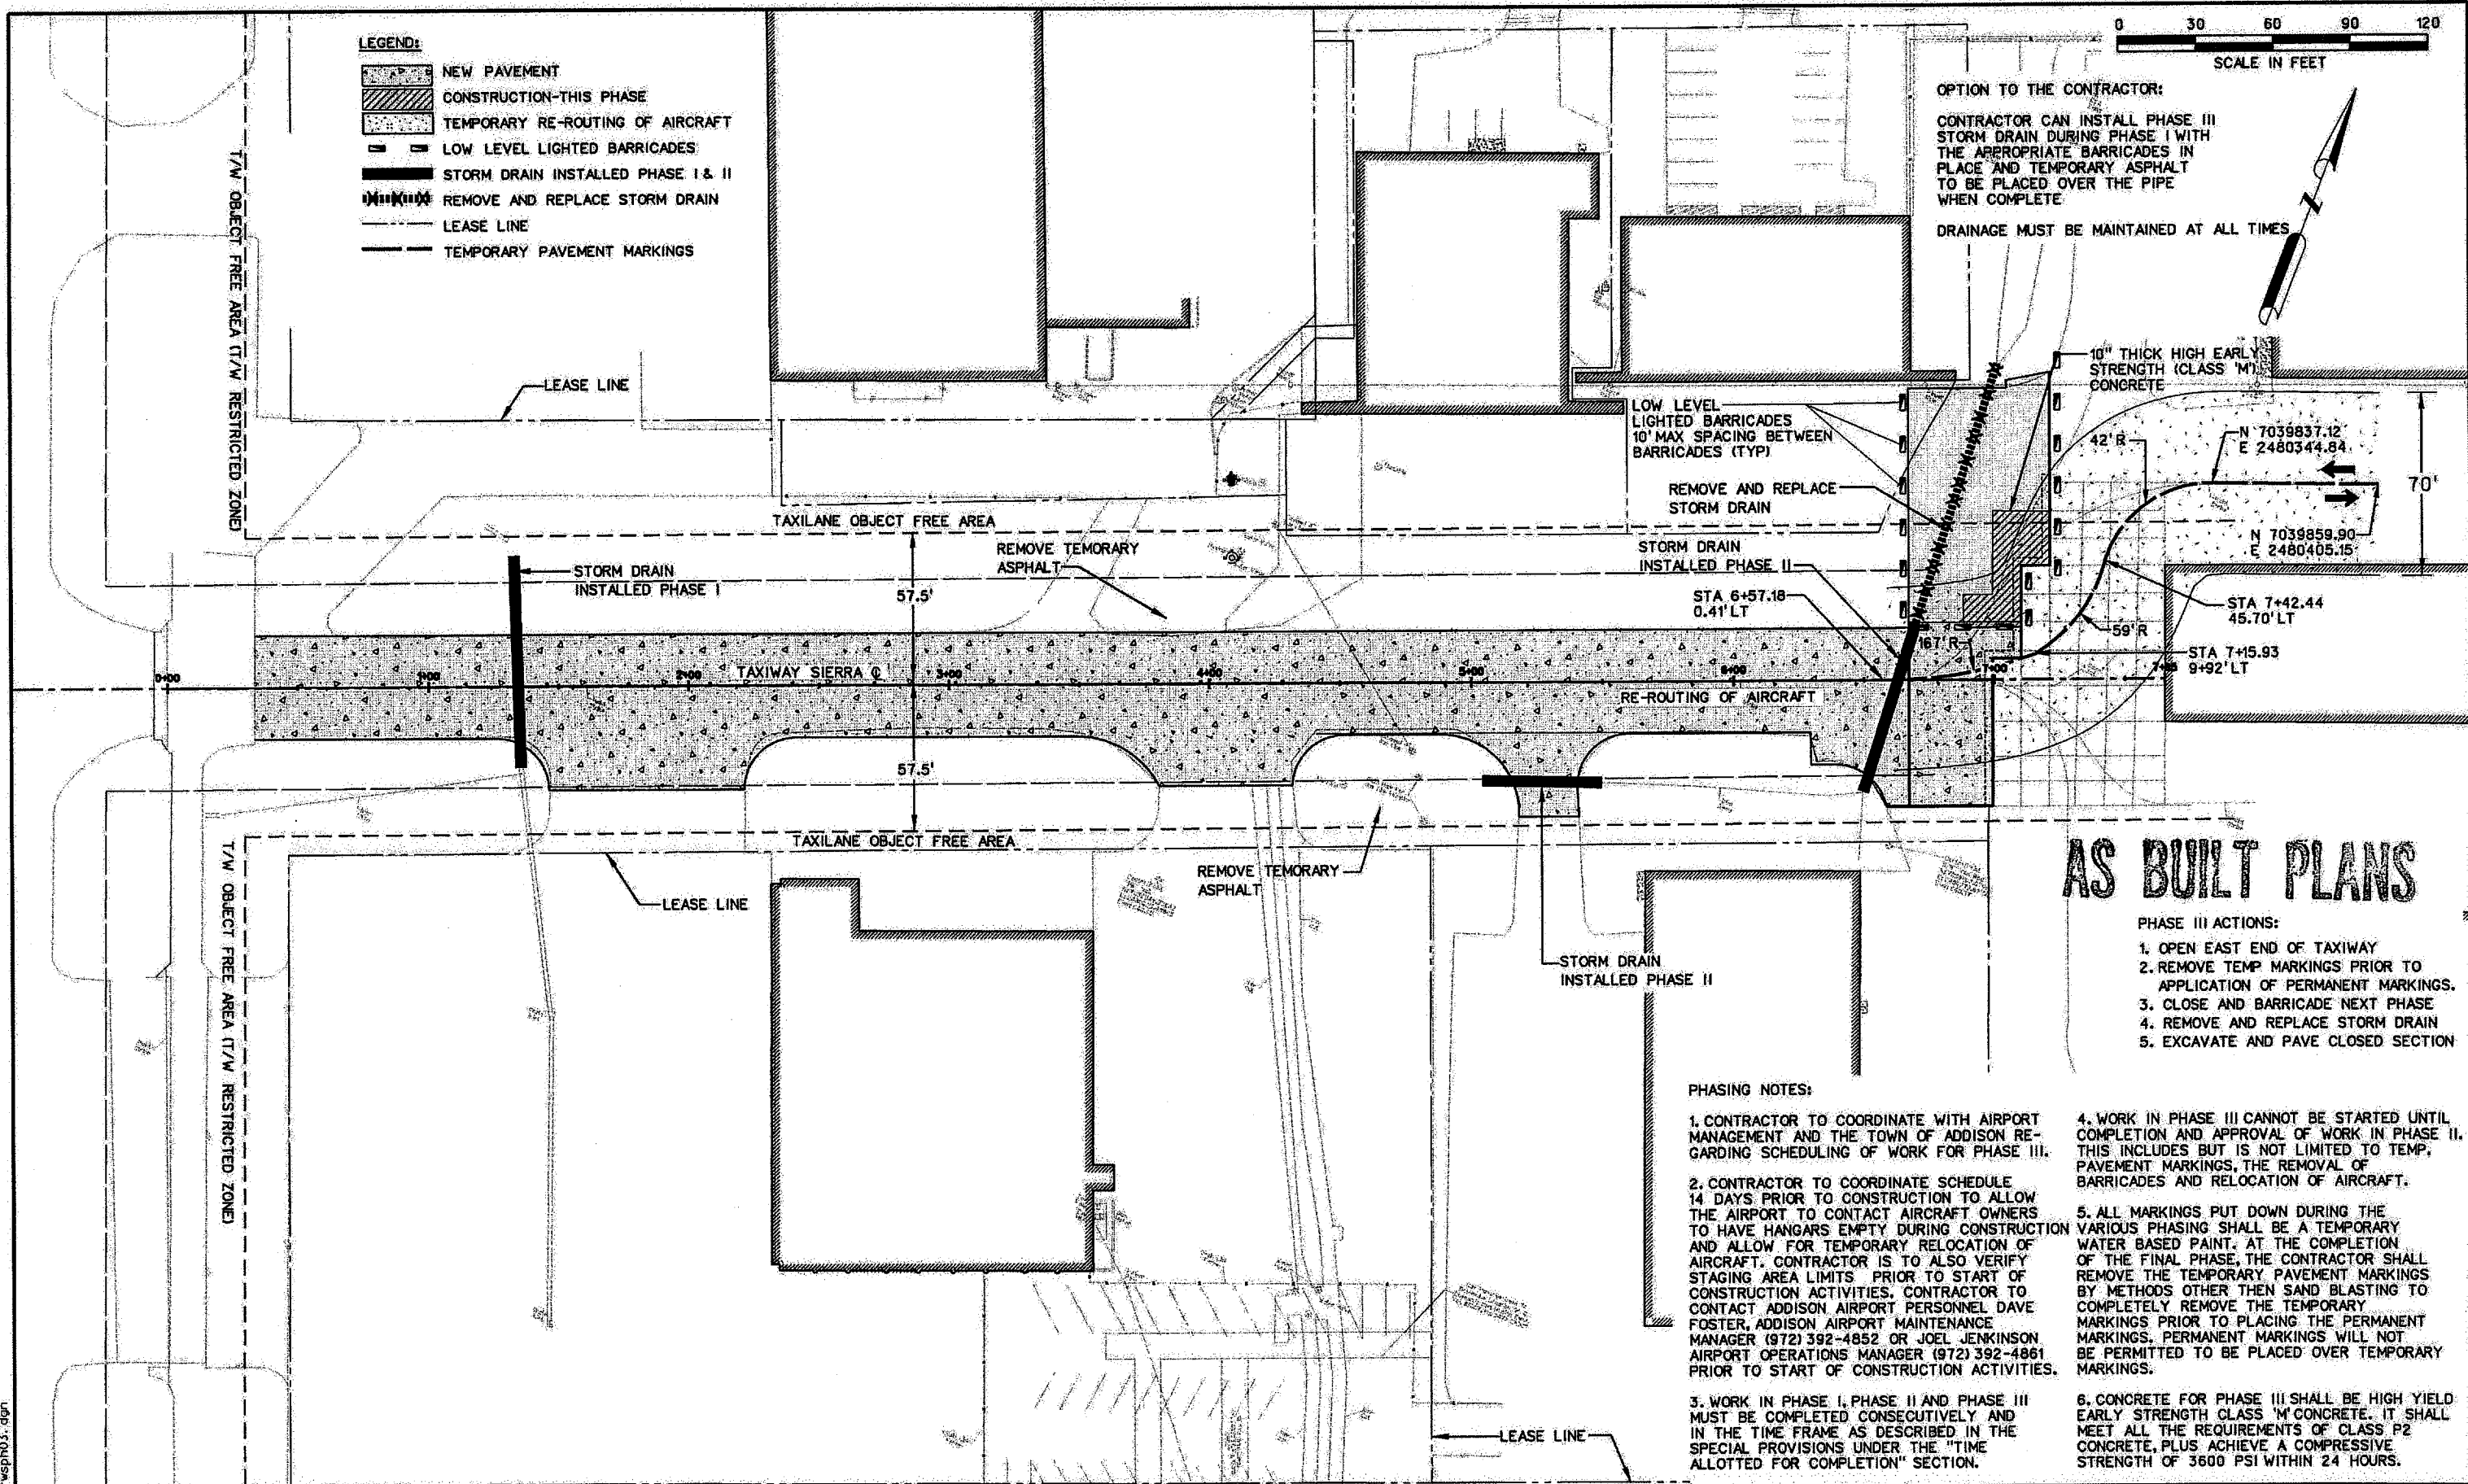 LEGEND:
NEW PAVEMENT
CONSTRUCTION-THIS PHASE
TEMPORARY RE-ROUTING OF AIRCRAFT
LOW LEVEL LIGHTED BARRICADES
STORM DRAIN INSTALLED PHASE I & II
REMOVE AND REPLACE STORM DRAIN
LEASE LINE
TEMPORARY PAVEMENT MARKINGS
0 30 60 90 120
SCALE IN FEET
OPTION TO THE CONTRACTOR:
CONTRACTOR CAN INSTALL PHASE III
STORM DRAIN DURING PHASE I WITH
THE APPROPRIATE BARRICADES IN
PLACE AND TEMPORARY ASPHALT
TO BE PLACED OVER THE PIPE
WHEN COMPLETE
DRAINAGE MUST BE MAINTAINED AT ALL TIMES
N
T/W OBJECT FREE AREA (T/W RESTRICTED ZONE)
LEASE LINE
10" THICK HIGH EARLY
STRENGTH (CLASS 'M')
CONCRETE
LOW LEVEL
LIGHTED BARRICADES
10' MAX SPACING BETWEEN
BARRICADES (TYP)
42' R
N 7039837.12
E 2480344.84
70'
REMOVE AND REPLACE
STORM DRAIN
TAXILANE OBJECT FREE AREA
REMOVE TEMORARY
ASPHALT
STORM DRAIN
INSTALLED PHASE II
N 7039859.90
E 2480405.15
STORM DRAIN
INSTALLED PHASE I
57.5'
STA 6+57.18
0.41' LT
STA 7+42.44
45.70' LT
59' R
167' R
STA 7+15.93
9+92' LT
0+00 1+00 2+00 TAXIWAY SIERRA ℄ 3+00 4+00 5+00 6+00 7+00
RE-ROUTING OF AIRCRAFT
57.5'
TAXILANE OBJECT FREE AREA
T/W OBJECT FREE AREA (T/W RESTRICTED ZONE)
LEASE LINE
REMOVE TEMORARY
ASPHALT
STORM DRAIN
INSTALLED PHASE II
AS BUILT PLANS
PHASE III ACTIONS:
1. OPEN EAST END OF TAXIWAY
2. REMOVE TEMP MARKINGS PRIOR TO
APPLICATION OF PERMANENT MARKINGS.
3. CLOSE AND BARRICADE NEXT PHASE
4. REMOVE AND REPLACE STORM DRAIN
5. EXCAVATE AND PAVE CLOSED SECTION
PHASING NOTES:
1. CONTRACTOR TO COORDINATE WITH AIRPORT
MANAGEMENT AND THE TOWN OF ADDISON RE-
GARDING SCHEDULING OF WORK FOR PHASE III.
2. CONTRACTOR TO COORDINATE SCHEDULE
14 DAYS PRIOR TO CONSTRUCTION TO ALLOW
THE AIRPORT TO CONTACT AIRCRAFT OWNERS
TO HAVE HANGARS EMPTY DURING CONSTRUCTION
AND ALLOW FOR TEMPORARY RELOCATION OF
AIRCRAFT. CONTRACTOR IS TO ALSO VERIFY
STAGING AREA LIMITS PRIOR TO START OF
CONSTRUCTION ACTIVITIES. CONTRACTOR TO
CONTACT ADDISON AIRPORT PERSONNEL DAVE
FOSTER, ADDISON AIRPORT MAINTENANCE
MANAGER (972) 392-4852 OR JOEL JENKINSON
AIRPORT OPERATIONS MANAGER (972) 392-4861
PRIOR TO START OF CONSTRUCTION ACTIVITIES.
3. WORK IN PHASE I, PHASE II AND PHASE III
MUST BE COMPLETED CONSECUTIVELY AND
IN THE TIME FRAME AS DESCRIBED IN THE
SPECIAL PROVISIONS UNDER THE "TIME
ALLOTTED FOR COMPLETION" SECTION.
4. WORK IN PHASE III CANNOT BE STARTED UNTIL
COMPLETION AND APPROVAL OF WORK IN PHASE II.
THIS INCLUDES BUT IS NOT LIMITED TO TEMP.
PAVEMENT MARKINGS, THE REMOVAL OF
BARRICADES AND RELOCATION OF AIRCRAFT.
5. ALL MARKINGS PUT DOWN DURING THE
VARIOUS PHASING SHALL BE A TEMPORARY
WATER BASED PAINT. AT THE COMPLETION
OF THE FINAL PHASE, THE CONTRACTOR SHALL
REMOVE THE TEMPORARY PAVEMENT MARKINGS
BY METHODS OTHER THEN SAND BLASTING TO
COMPLETELY REMOVE THE TEMPORARY
MARKINGS PRIOR TO PLACING THE PERMANENT
MARKINGS. PERMANENT MARKINGS WILL NOT
BE PERMITTED TO BE PLACED OVER TEMPORARY
MARKINGS.
6. CONCRETE FOR PHASE III SHALL BE HIGH YIELD
EARLY STRENGTH CLASS 'M' CONCRETE. IT SHALL
MEET ALL THE REQUIREMENTS OF CLASS P2
CONCRETE, PLUS ACHIEVE A COMPRESSIVE
STRENGTH OF 3600 PSI WITHIN 24 HOURS.
LEASE LINE